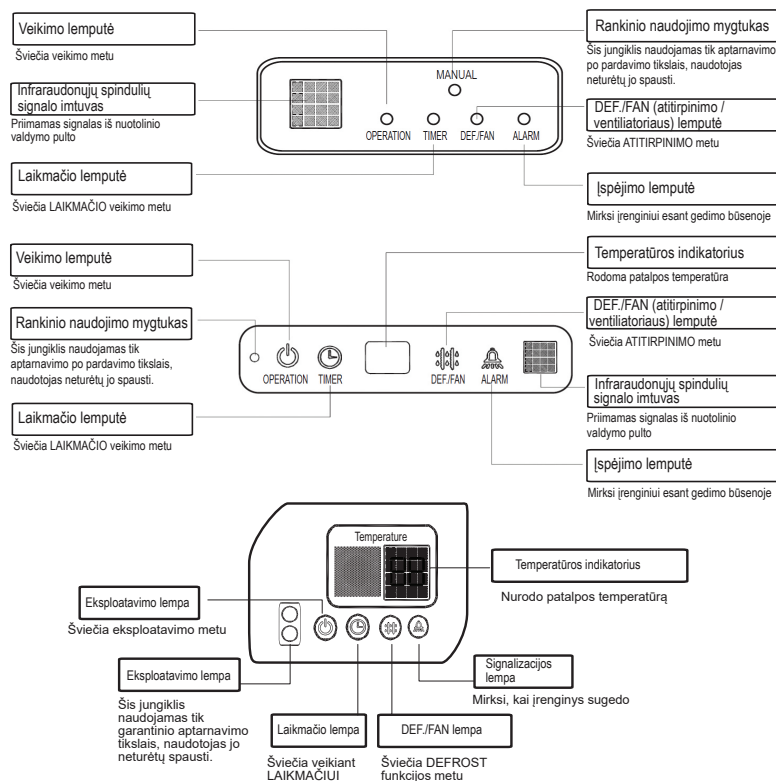 Veikimo lemputė
Šviečia veikimo metu
Infraraudonųjų spindulių
signalo imtuvas
Priimamas signalas iš nuotolinio
valdymo pulto
Laikmačio lemputė
Šviečia LAIKMAČIO veikimo metu
MANUAL
OPERATION TIMER DEF./FAN ALARM
Rankinio naudojimo mygtukas
Šis jungiklis naudojamas tik aptarnavimo
po pardavimo tikslais, naudotojas
neturėtų jo spausti.
DEF./FAN (atitirpinimo /
ventiliatoriaus) lemputė
Šviečia ATITIRPINIMO metu
Įspėjimo lemputė
Mirksi įrenginiui esant gedimo būsenoje
Veikimo lemputė
Šviečia veikimo metu
Rankinio naudojimo mygtukas
Šis jungiklis naudojamas tik
aptarnavimo po pardavimo tikslais,
naudotojas neturėtų jo spausti.
Laikmačio lemputė
Šviečia LAIKMAČIO veikimo metu
OPERATION TIMER DEF./FAN ALARM
Temperatūros indikatorius
Rodoma patalpos temperatūra
DEF./FAN (atitirpinimo /
ventiliatoriaus) lemputė
Šviečia ATITIRPINIMO metu
Infraraudonųjų spindulių
signalo imtuvas
Priimamas signalas iš nuotolinio
valdymo pulto
Įspėjimo lemputė
Mirksi įrenginiui esant gedimo būsenoje
Temperature
88
Temperatūros indikatorius
Nurodo patalpos temperatūrą
Eksploatavimo lempa
Šviečia eksploatavimo metu
Eksploatavimo lempa
Šis jungiklis
naudojamas tik
garantinio aptarnavimo
tikslais, naudotojas jo
neturėtų spausti.
Laikmačio lempa
Šviečia veikiant
LAIKMAČIUI
DEF./FAN lempa
Šviečia DEFROST
funkcijos metu
Signalizacijos
lempa
Mirksi, kai įrenginys sugedo